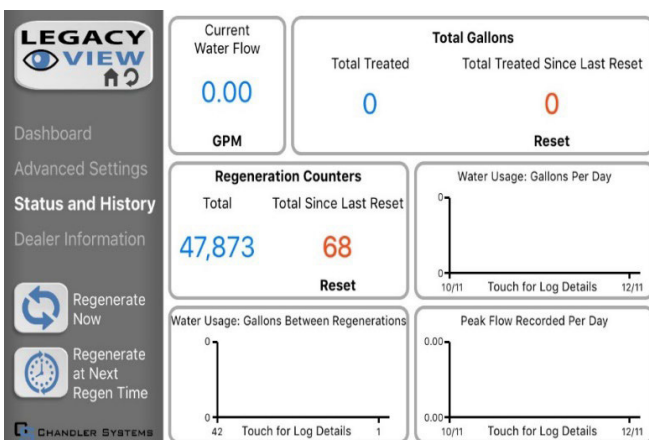 LEGACY
VIEW
Dashboard
Advanced Settings
Status and History
Dealer Information
Regenerate
Now
Regenerate
at Next
Regen Time
CHANDLER SYSTEMS
Current
Water Flow
0.00
GPM
Total Gallons
Total Treated
Total Treated Since Last Reset
0
0
Reset
Regeneration Counters
Total
Total Since Last Reset
47,873
68
Reset
Water Usage: Gallons Per Day
0
0
10/11
Touch for Log Details
12/11
Water Usage: Gallons Between Regenerations
0
0
42
Touch for Log Details
1
Peak Flow Recorded Per Day
0.00
0.00
10/11
Touch for Log Details
12/11